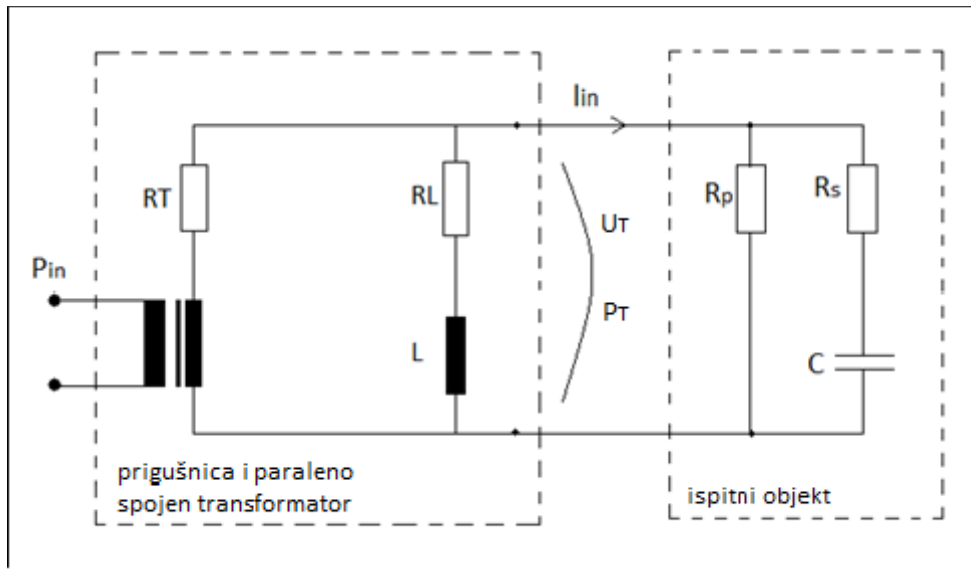 Iin
RT
RL
Rp
Rs
UT
Pin
PT
L
C
prigušnica i paraleno
spojen transformator
ispitni objekt